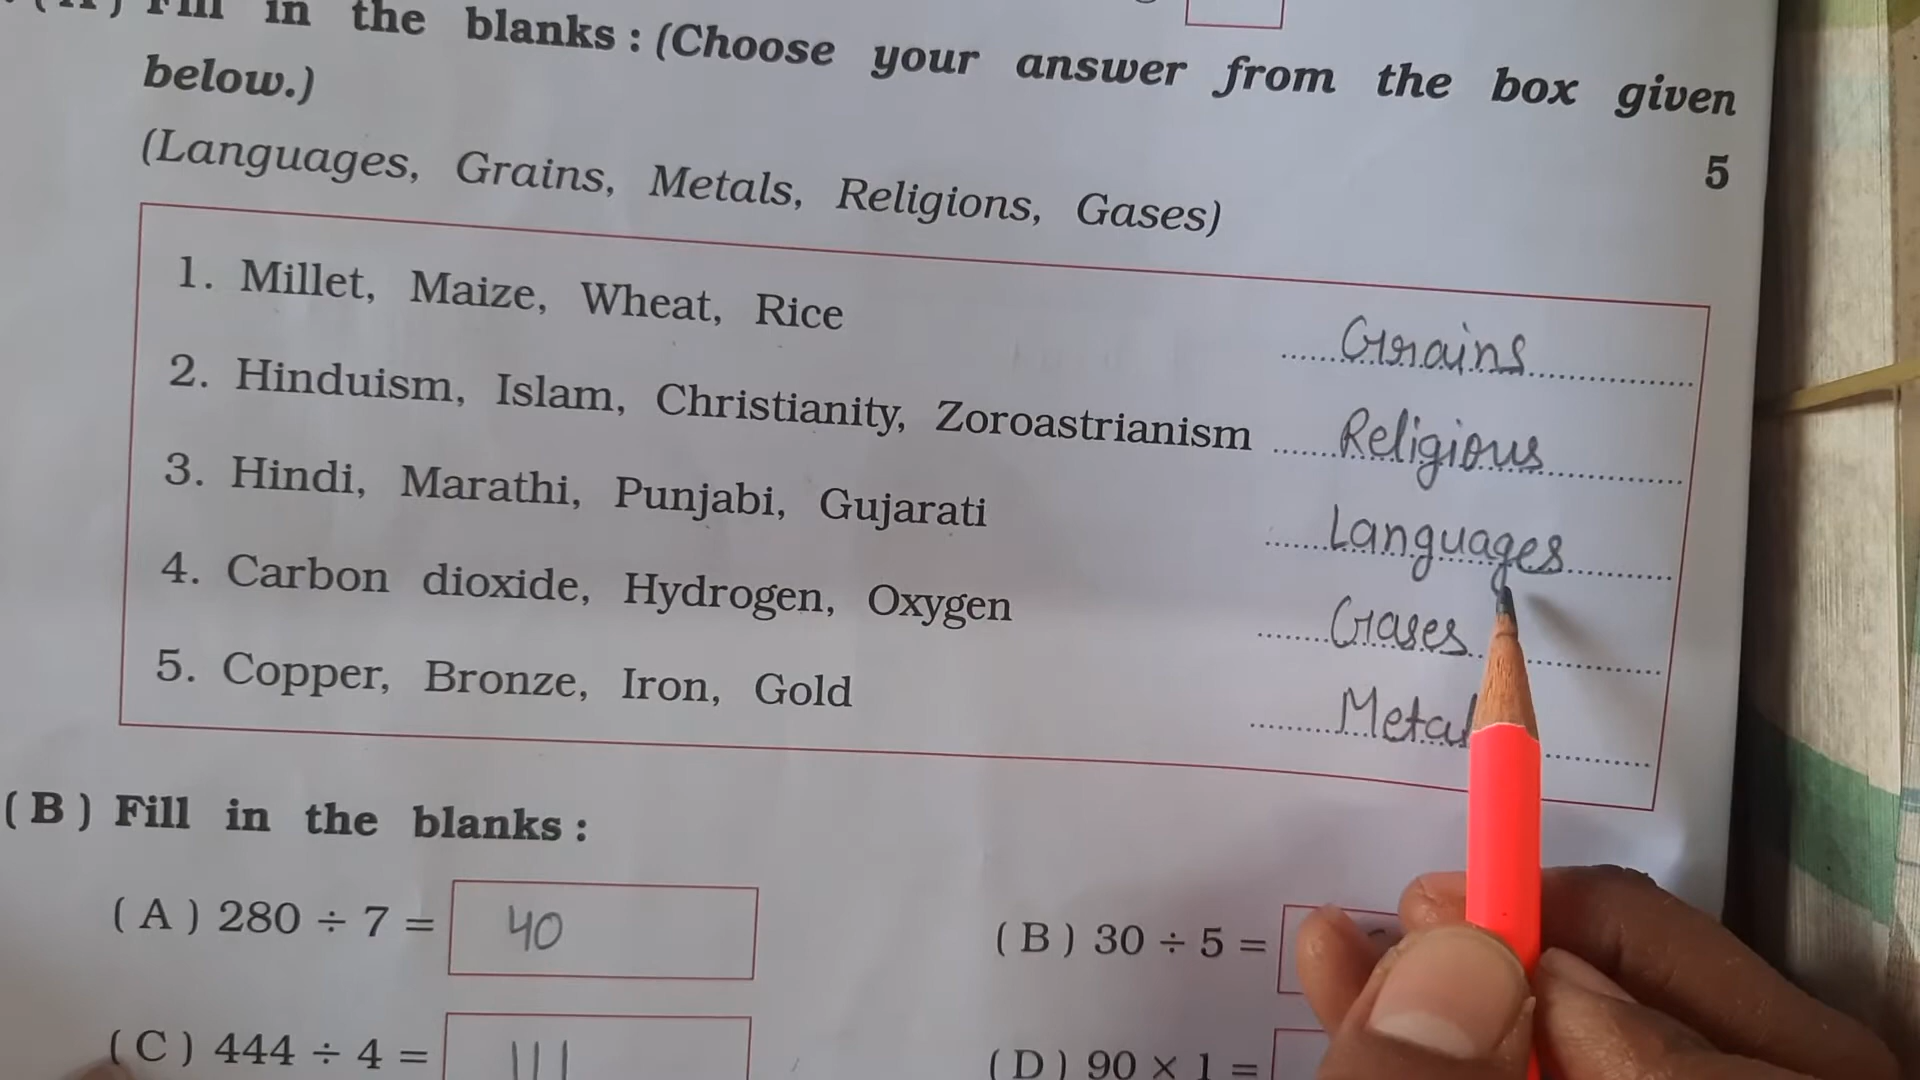 (A) Fill in the blanks : (Choose your answer from the box given
below.)
5
(Languages, Grains, Metals, Religions, Gases)
1. Millet, Maize, Wheat, Rice ......Grains......
2. Hinduism, Islam, Christianity, Zoroastrianism ......Religious......
3. Hindi, Marathi, Punjabi, Gujarati ......Languages......
4. Carbon dioxide, Hydrogen, Oxygen ......Gases......
5. Copper, Bronze, Iron, Gold ......Metal......
(B) Fill in the blanks :
(A) 280 ÷ 7 = 40
(B) 30 ÷ 5 =
(C) 444 ÷ 4 = 111
(D) 90 × 1 =